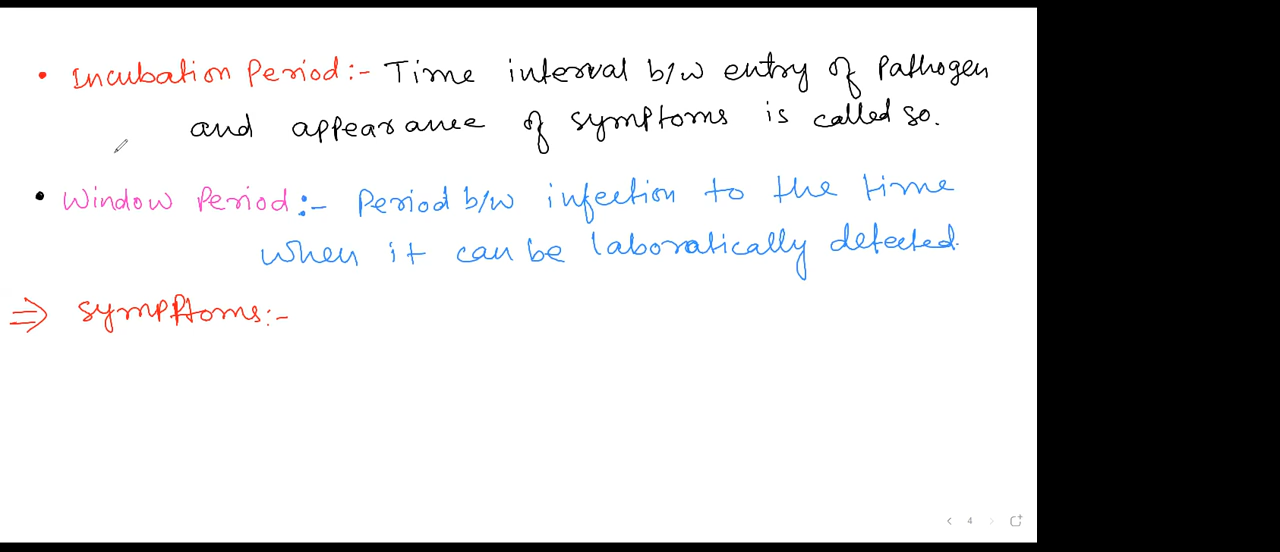 • Incubation Period:- Time interval b/w entry of Pathogen
and appearance of symptoms is called so.
• Window Period:- Period b/w infection to the time
when it can be laboratically detected.
⇒ Symptoms:-
< 4 >